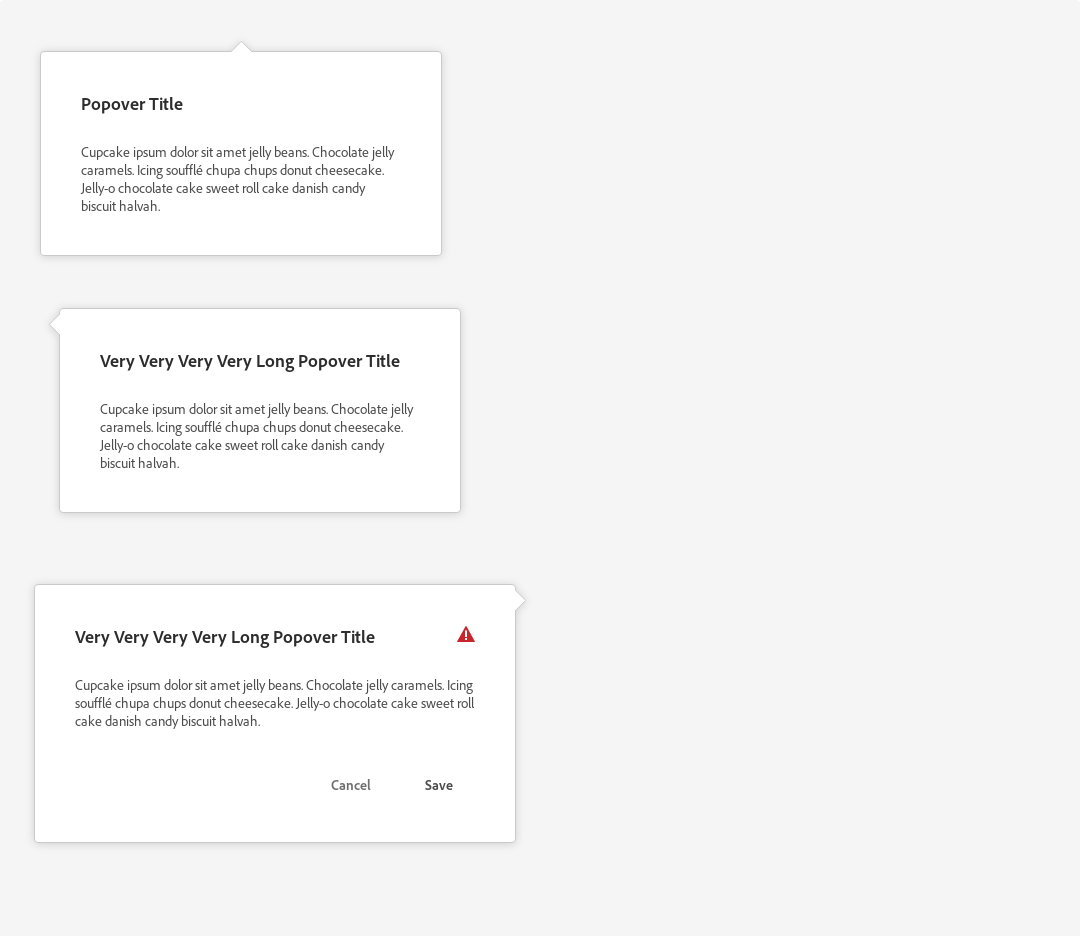 Popover Title
Cupcake ipsum dolor sit amet jelly beans. Chocolate jelly
caramels. Icing soufflé chupa chups donut cheesecake.
Jelly-o chocolate cake sweet roll cake danish candy
biscuit halvah.
Very Very Very Very Long Popover Title
Cupcake ipsum dolor sit amet jelly beans. Chocolate jelly
caramels. Icing soufflé chupa chups donut cheesecake.
Jelly-o chocolate cake sweet roll cake danish candy
biscuit halvah.
Very Very Very Very Long Popover Title
Cupcake ipsum dolor sit amet jelly beans. Chocolate jelly caramels. Icing
soufflé chupa chups donut cheesecake. Jelly-o chocolate cake sweet roll
cake danish candy biscuit halvah.
Cancel Save